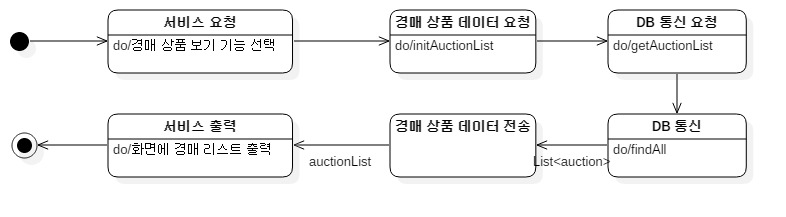 서비스 요청
do/경매 상품 보기 기능 선택
경매 상품 데이터 요청
do/initAuctionList
DB 통신 요청
do/getAuctionList
서비스 출력
do/화면에 경매 리스트 출력
auctionList
경매 상품 데이터 전송
List<auction>
DB 통신
do/findAll